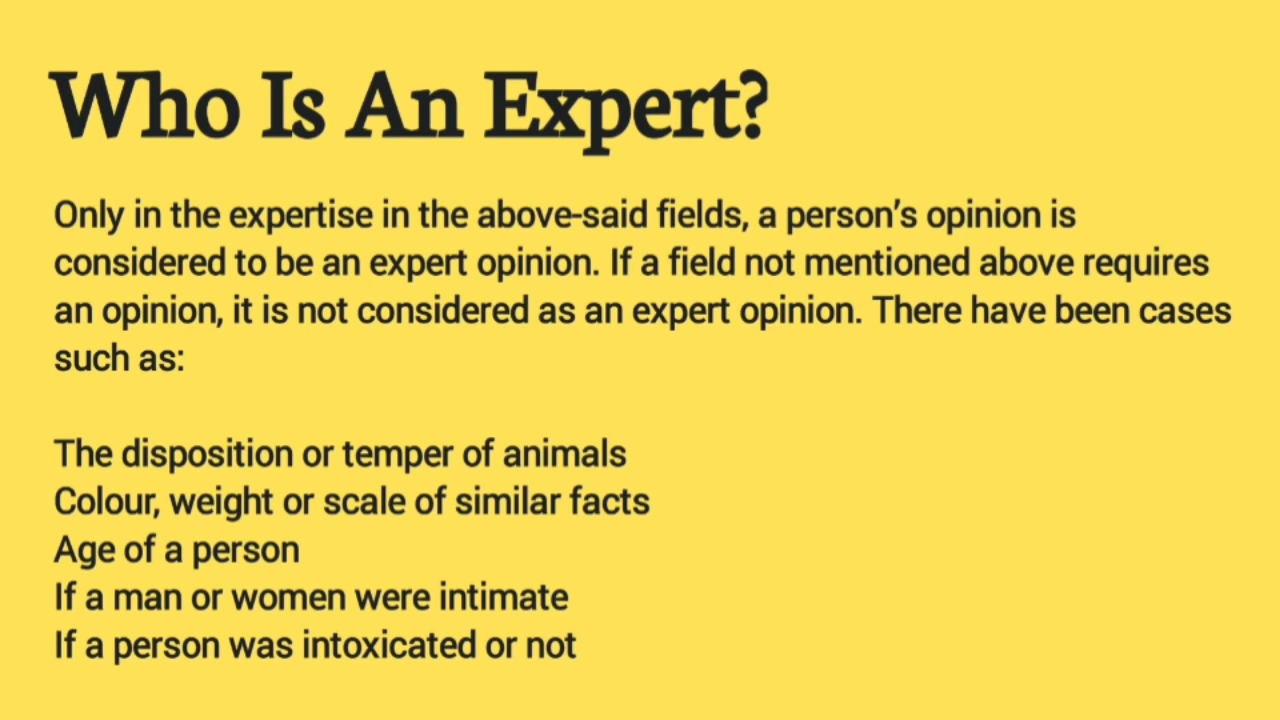 Who Is An Expert?
Only in the expertise in the above-said fields, a person's opinion is
considered to be an expert opinion. If a field not mentioned above requires
an opinion, it is not considered as an expert opinion. There have been cases
such as:
The disposition or temper of animals
Colour, weight or scale of similar facts
Age of a person
If a man or women were intimate
If a person was intoxicated or not